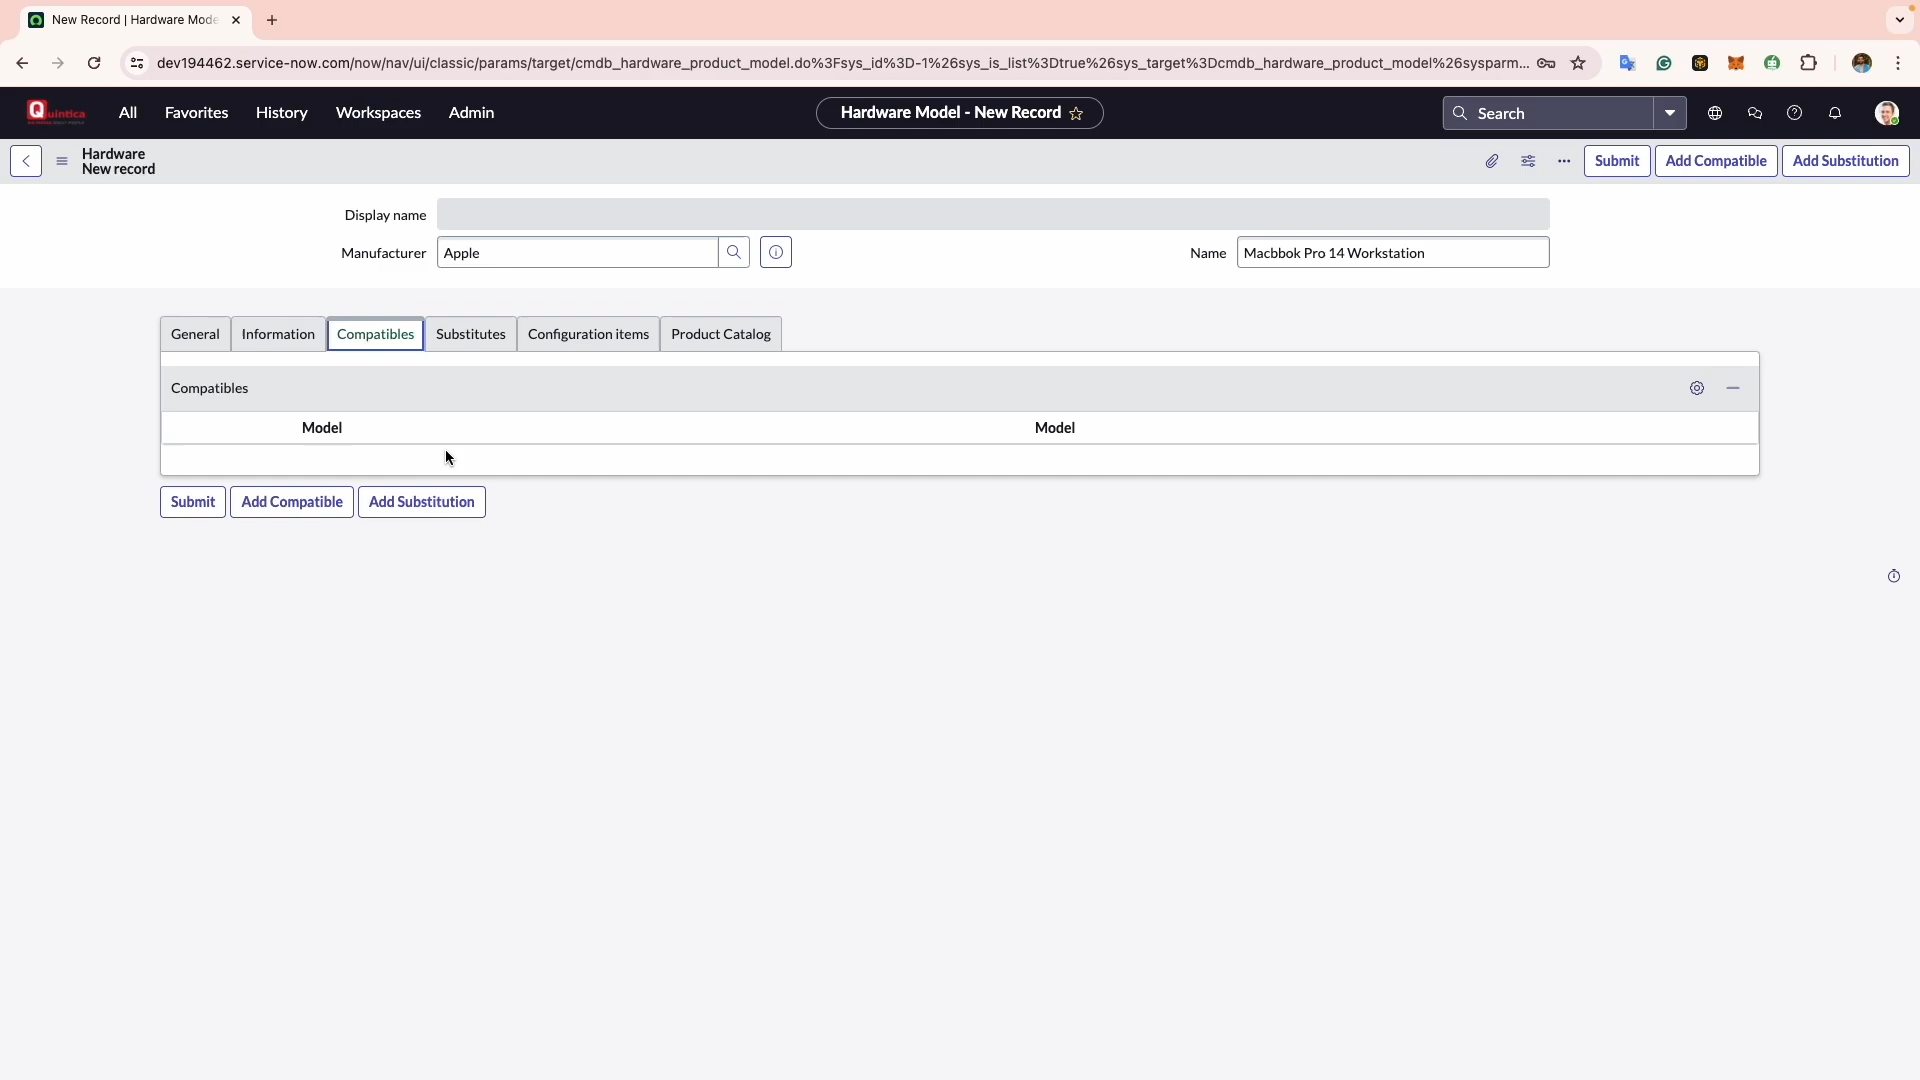 New Record | Hardware Mode
dev194462.service-now.com/now/nav/ui/classic/params/target/cmdb_hardware_product_model.do%3Fsys_id%3D-1%26sys_is_list%3Dtrue%26sys_target%3Dcmdb_hardware_product_model%26sysparm...
Quintica
All Favorites History Workspaces Admin
Hardware Model - New Record
Search
Hardware
New record
Submit Add Compatible Add Substitution
Display name
Manufacturer Apple Name Macbbok Pro 14 Workstation
General Information Compatibles Substitutes Configuration items Product Catalog
Compatibles
Model Model
Submit Add Compatible Add Substitution